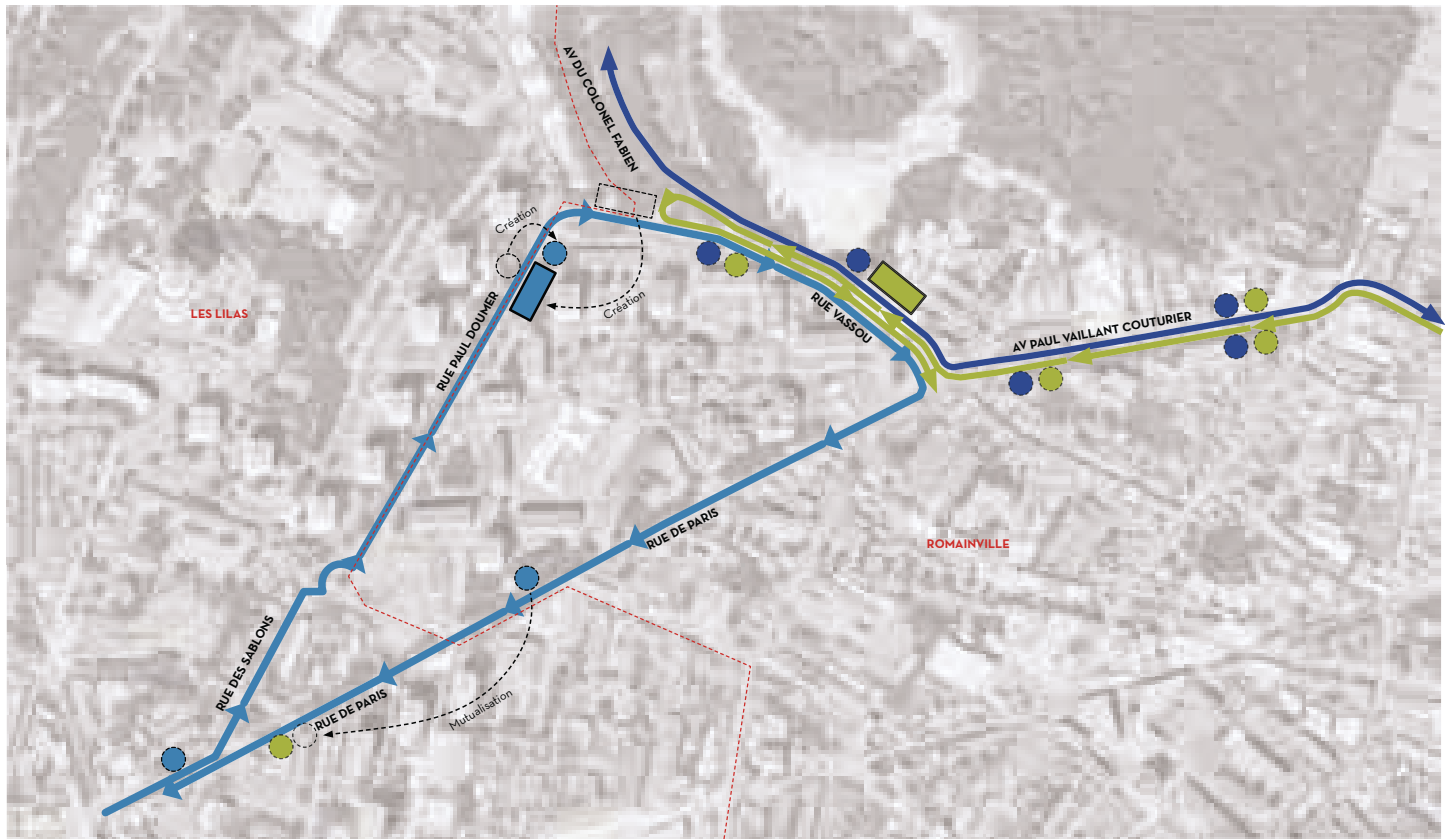 AV DU COLONEL FABIEN
Création
LES LILAS
RUE PAUL DOUMER
Création
RUE VASSOU
AV PAUL VAILLANT COUTURIER
RUE DE PARIS
ROMAINVILLE
RUE DES SABLONS
RUE DE PARIS
Mutualisation